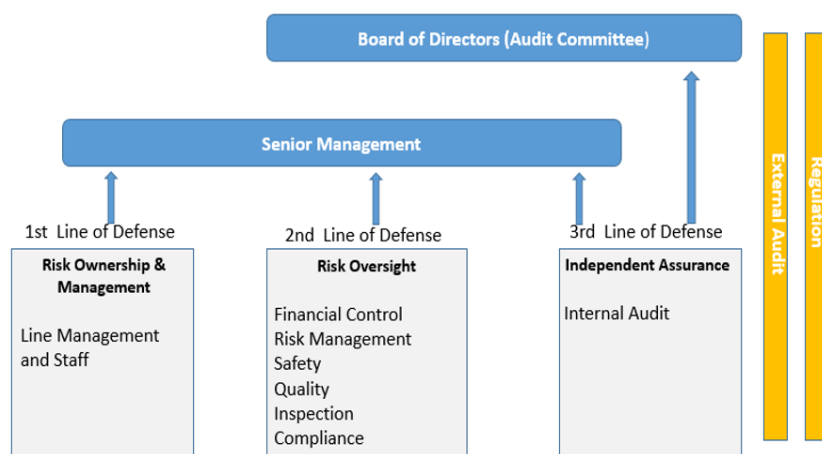 Board of Directors (Audit Committee)
Senior Management
1st Line of Defense
Risk Ownership &
Management
Line Management
and Staff
2nd Line of Defense
Risk Oversight
Financial Control
Risk Management
Safety
Quality
Inspection
Compliance
3rd Line of Defense
Independent Assurance
Internal Audit
External Audit
Regulation